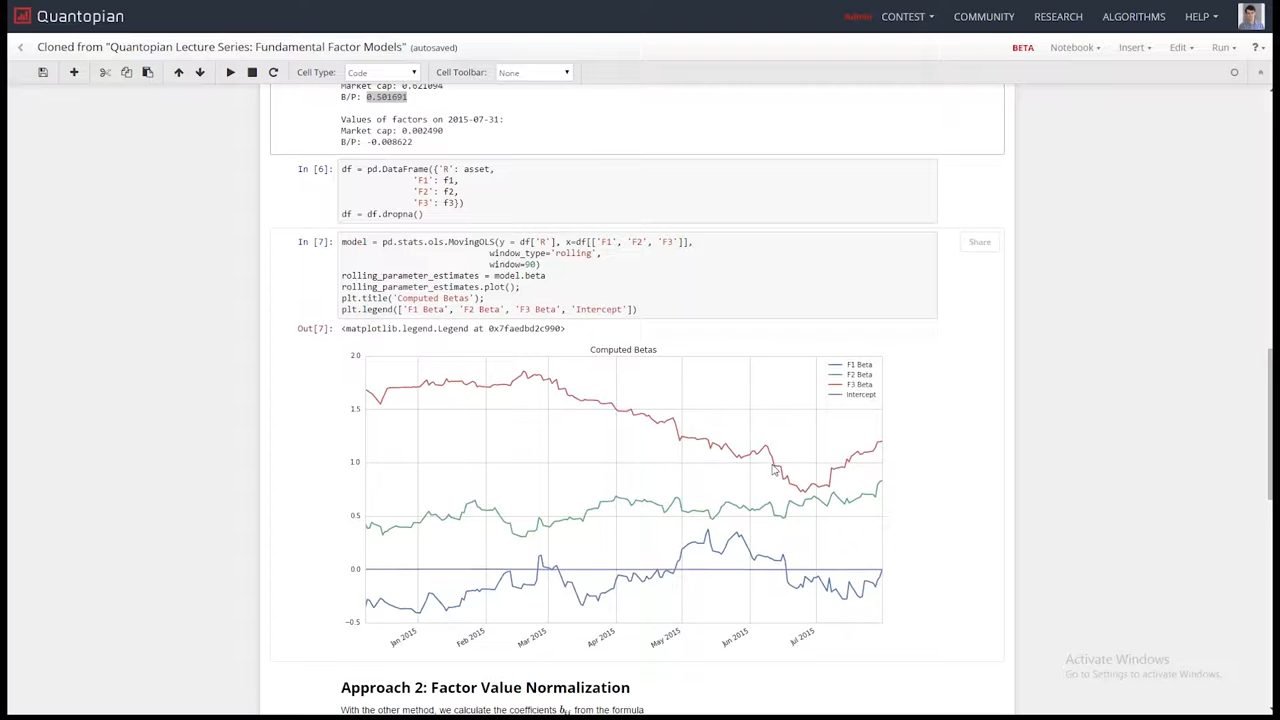 Quantopian
Admin CONTEST COMMUNITY RESEARCH ALGORITHMS HELP
Cloned from "Quantopian Lecture Series: Fundamental Factor Models" (autosaved)
BETA Notebook Insert Edit Run ?
Cell Type: Code Cell Toolbar: None
Market cap: 0.621094
B/P: 0.501691
Values of factors on 2015-07-31:
Market cap: 0.002490
B/P: -0.008622
In [6]: df = pd.DataFrame({'R': asset,
'F1': f1,
'F2': f2,
'F3': f3})
df = df.dropna()
In [7]: model = pd.stats.ols.MovingOLS(y = df['R'], x=df[['F1', 'F2', 'F3']],
window_type='rolling',
window=90)
rolling_parameter_estimates = model.beta
rolling_parameter_estimates.plot();
plt.title('Computed Betas');
plt.legend(['F1 Beta', 'F2 Beta', 'F3 Beta', 'Intercept'])
Share
Out[7]: <matplotlib.legend.Legend at 0x7faedbd2c990>
Computed Betas
2.0
1.5
1.0
0.5
0.0
−0.5
F1 Beta
F2 Beta
F3 Beta
Intercept
Jan 2015 Feb 2015 Mar 2015 Apr 2015 May 2015 Jun 2015 Jul 2015
Approach 2: Factor Value Normalization
With the other method, we calculate the coefficients from the formula
Activate Windows
Go to Settings to activate Windows.